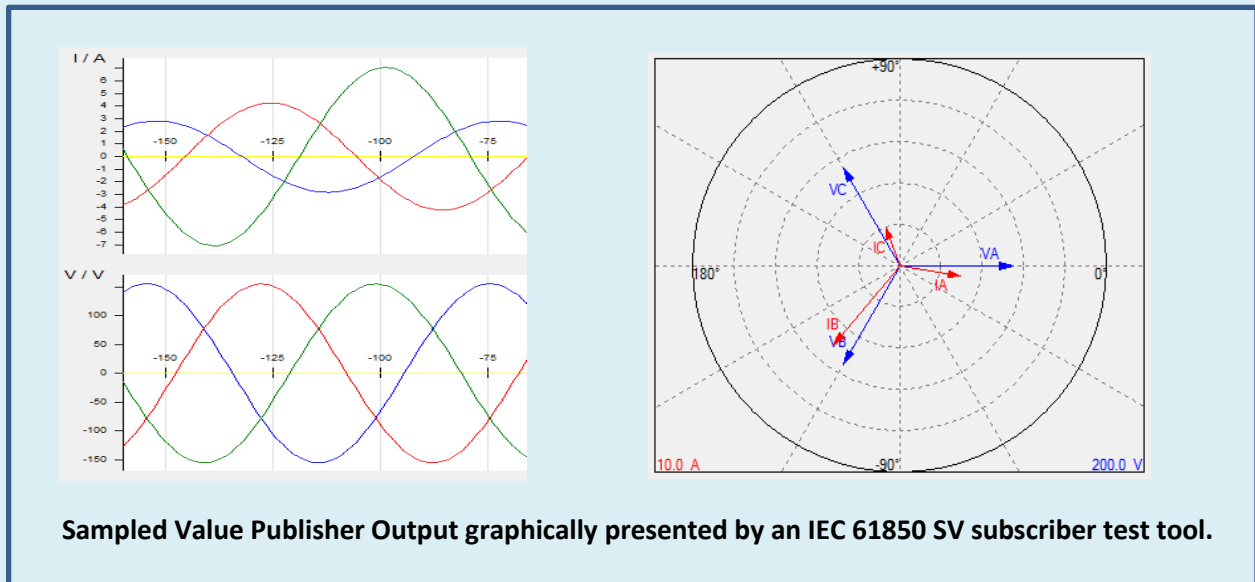 I / A
6
5
4
3
2
1
0
-1
-2
-3
-4
-5
-6
-7
-150 -125 -100 -75
V / V
100
50
0
-50
-100
-150
-150 -125 -100 -75
+90°
VC
IC
VA
180°
0°
IA
IB
VB
-90°
10.0 A
200.0 V
Sampled Value Publisher Output graphically presented by an IEC 61850 SV subscriber test tool.